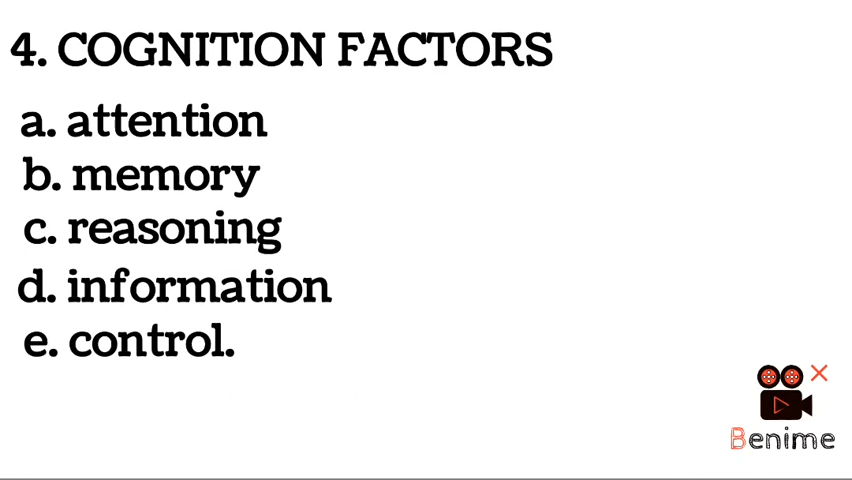 4. COGNITION FACTORS
a. attention
b. memory
c. reasoning
d. information
e. control.
Benime